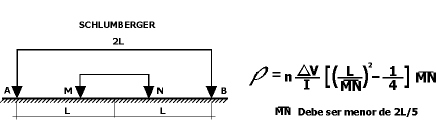 SCHLUMBERGER
2L
A M N B
L L
ρ = n ΔV/I [(L/MN)² - 1/4] MN
MN Debe ser menor de 2L/5